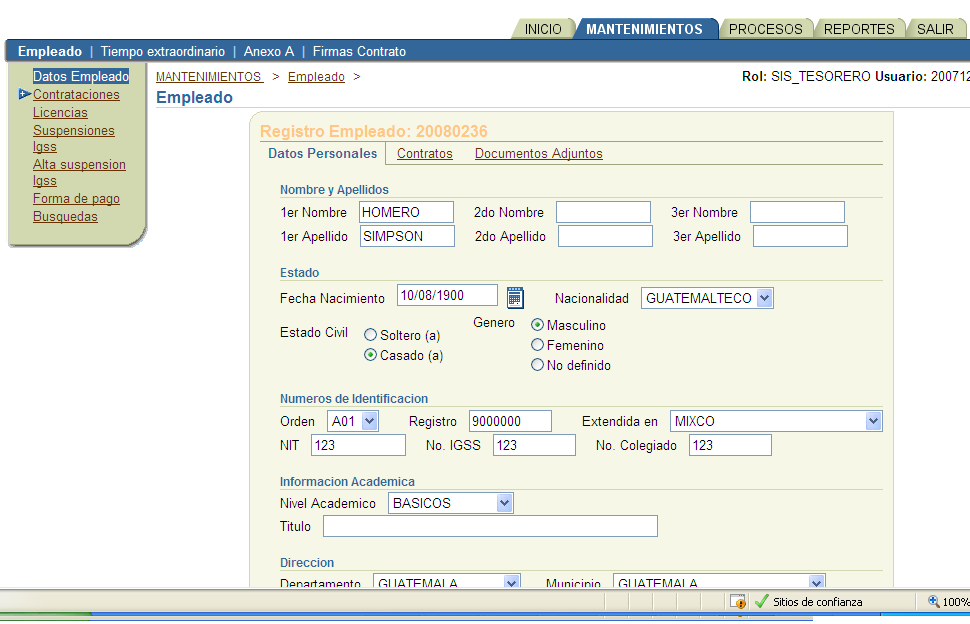 INICIO MANTENIMIENTOS PROCESOS REPORTES SALIR
Empleado | Tiempo extraordinario | Anexo A | Firmas Contrato
Datos Empleado
Contrataciones
Licencias
Suspensiones
Igss
Alta suspension
Igss
Forma de pago
Busquedas
MANTENIMIENTOS > Empleado >
Rol: SIS_TESORERO Usuario: 200712
Empleado
Registro Empleado: 20080236
Datos Personales Contratos Documentos Adjuntos
Nombre y Apellidos
1er Nombre HOMERO 2do Nombre 3er Nombre
1er Apellido SIMPSON 2do Apellido 3er Apellido
Estado
Fecha Nacimiento 10/08/1900 Nacionalidad GUATEMALTECO
Estado Civil Soltero (a) Casado (a)
Genero Masculino
Femenino
No definido
Numeros de Identificacion
Orden A01 Registro 9000000 Extendida en MIXCO
NIT 123 No. IGSS 123 No. Colegiado 123
Informacion Academica
Nivel Academico BASICOS
Titulo
Direccion
Departamento GUATEMALA Municipio GUATEMALA
Sitios de confianza 100%